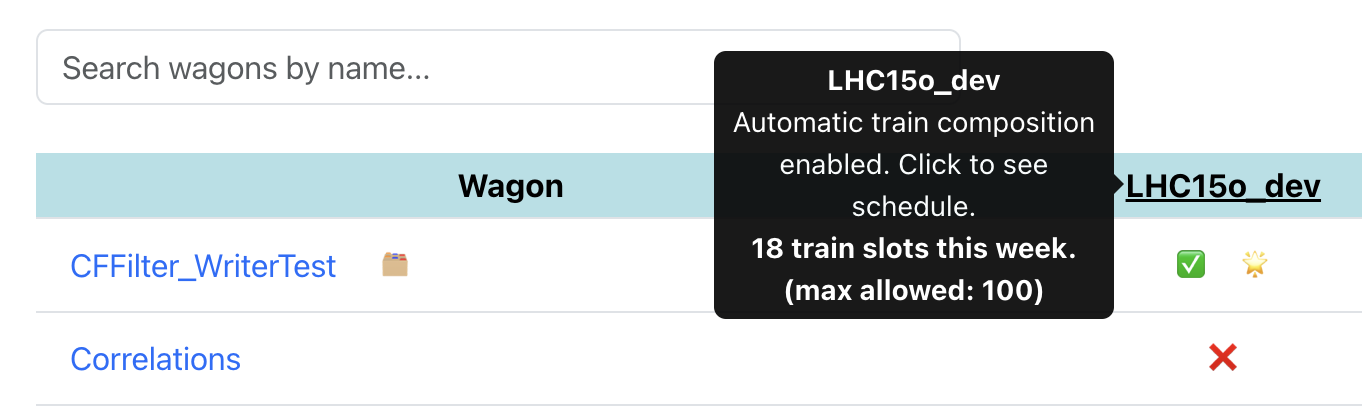 Search wagons by name...
LHC15o_dev
Automatic train composition
enabled. Click to see
schedule.
18 train slots this week.
(max allowed: 100)
Wagon
LHC15o_dev
CFFilter_WriterTest
Correlations